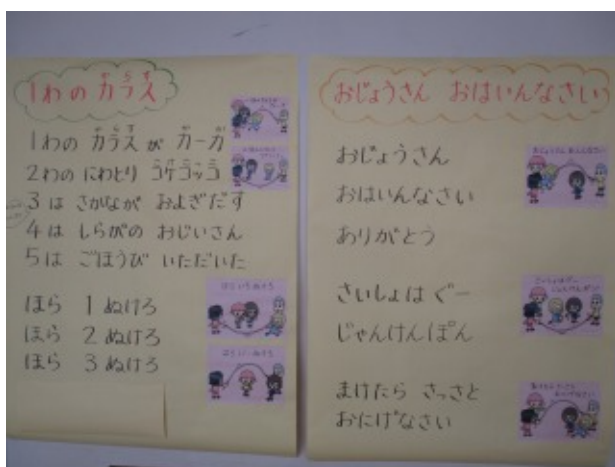 1わの カラス
1わの カラスが カーカ
2わの にわとり コケコッコ
3は さかなが およぎだす
4は しらがの おじいさん
5は ごほうび いただいた
ほら 1 ぬけろ
ほら 2 ぬけろ
ほら 3 ぬけろ
おじょうさん おはいんなさい
おじょうさん
おはいんなさい
ありがとう
さいしょは ぐー
じゃんけんぽん
まけたら さっさと
おにげなさい